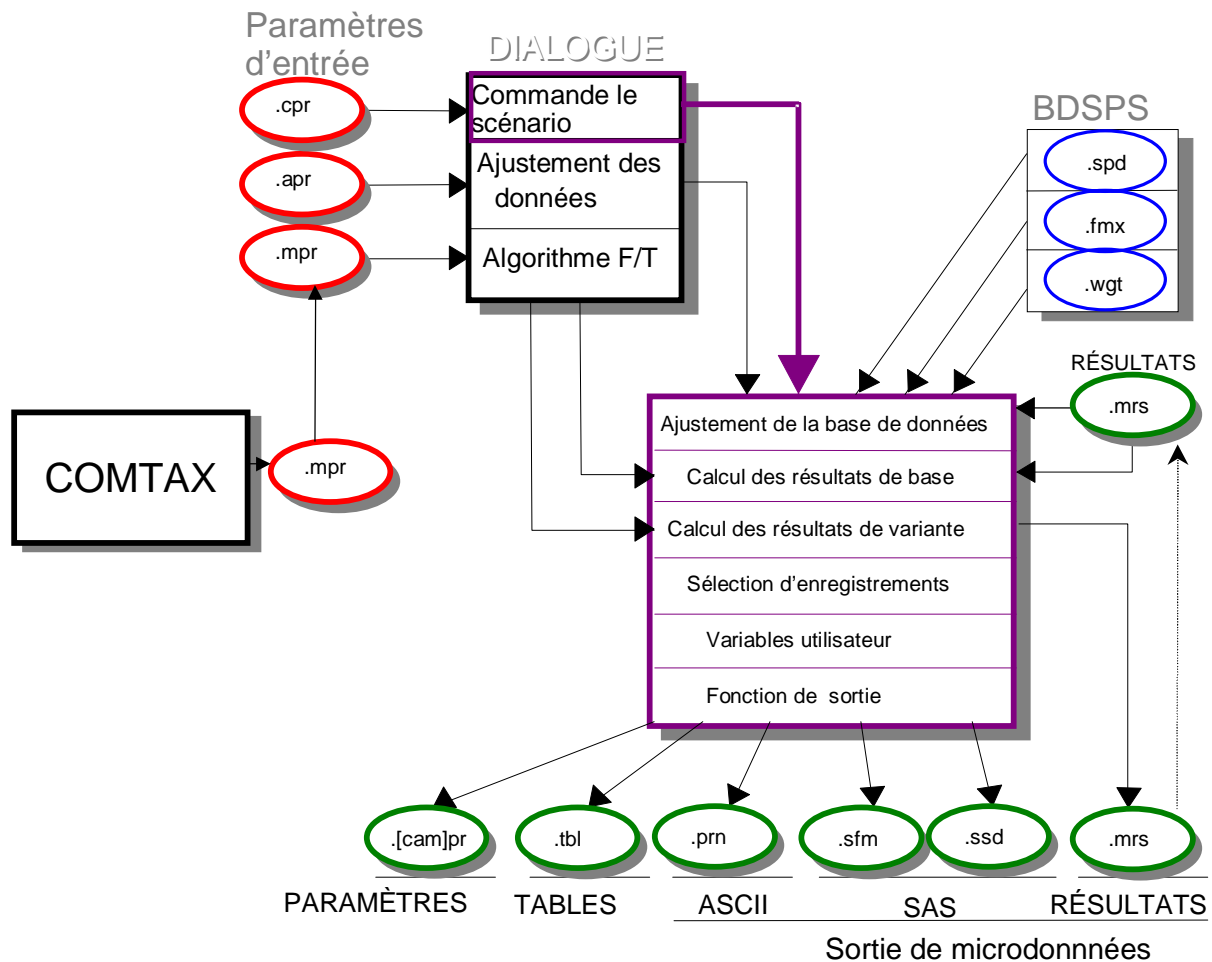 Paramètres
d'entrée
DIALOGUE
.cpr
Commande le
scénario
BDSPS
.apr
Ajustement des
données
.spd
.mpr
Algorithme F/T
.fmx
.wgt
RÉSULTATS
.mrs
COMTAX
.mpr
Ajustement de la base de données
Calcul des résultats de base
Calcul des résultats de variante
Sélection d'enregistrements
Variables utilisateur
Fonction de sortie
.[cam]pr
.tbl
.prn
.sfm
.ssd
.mrs
PARAMÈTRES
TABLES
ASCII
SAS
RÉSULTATS
Sortie de microdonnnées